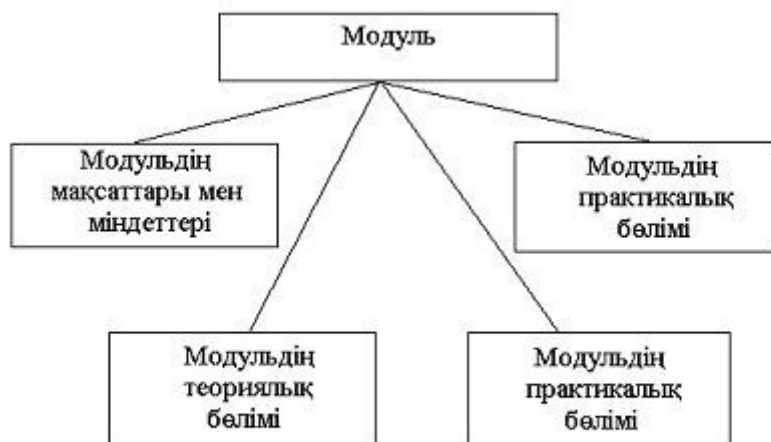 Модуль
Модульдің
мақсаттары мен
міндеттері
Модульдің
практикалық
бөлімі
Модульдің
теориялық
бөлімі
Модульдің
практикалық
бөлімі